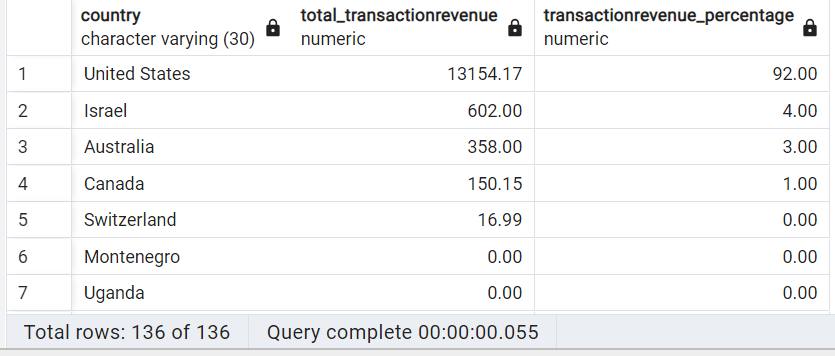 country total_transactionrevenue transactionrevenue_percentage
character varying (30) numeric numeric
1 United States 13154.17 92.00
2 Israel 602.00 4.00
3 Australia 358.00 3.00
4 Canada 150.15 1.00
5 Switzerland 16.99 0.00
6 Montenegro 0.00 0.00
7 Uganda 0.00 0.00
Total rows: 136 of 136 Query complete 00:00:00.055